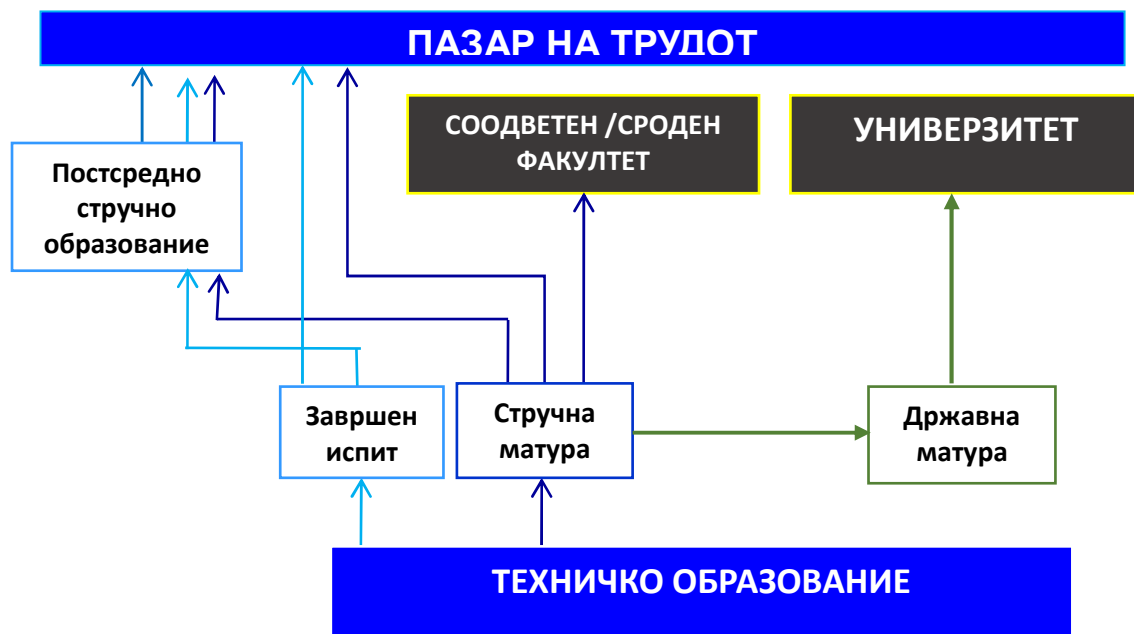 ПАЗАР НА ТРУДОТ
СООДВЕТЕН /СРОДЕН
ФАКУЛТЕТ
УНИВЕРЗИТЕТ
Постсредно
стручно
образование
Завршен
испит
Стручна
матура
Државна
матура
ТЕХНИЧКО ОБРАЗОВАНИЕ